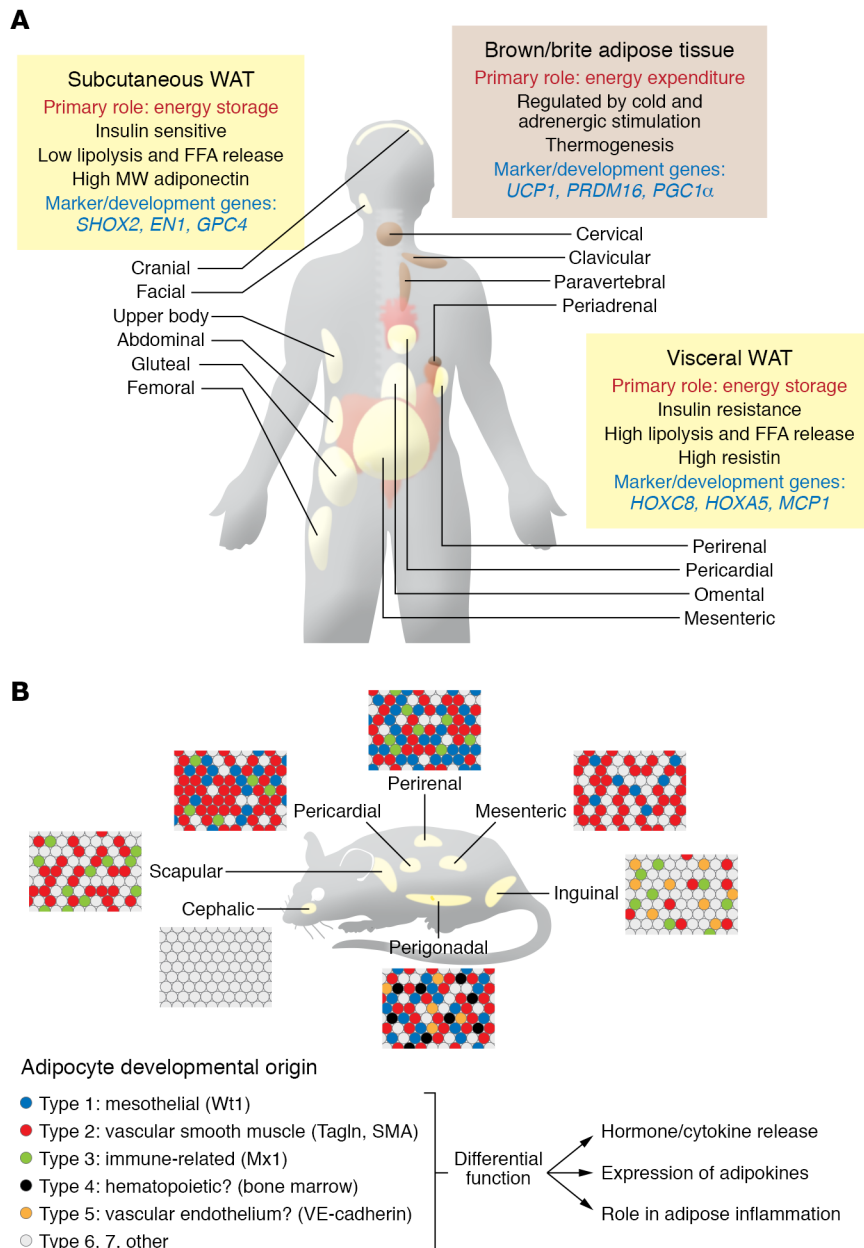 A
Subcutaneous WAT
Primary role: energy storage
Insulin sensitive
Low lipolysis and FFA release
High MW adiponectin
Marker/development genes:
SHOX2, EN1, GPC4
Brown/brite adipose tissue
Primary role: energy expenditure
Regulated by cold and
adrenergic stimulation
Thermogenesis
Marker/development genes:
UCP1, PRDM16, PGC1α
Cranial
Facial
Upper body
Abdominal
Gluteal
Femoral
Cervical
Clavicular
Paravertebral
Periadrenal
Visceral WAT
Primary role: energy storage
Insulin resistance
High lipolysis and FFA release
High resistin
Marker/development genes:
HOXC8, HOXA5, MCP1
Perirenal
Pericardial
Omental
Mesenteric
B
Perirenal
Pericardial
Mesenteric
Scapular
Cephalic
Inguinal
Perigonadal
Adipocyte developmental origin
Type 1: mesothelial (Wt1)
Type 2: vascular smooth muscle (Tagln, SMA)
Type 3: immune-related (Mx1)
Type 4: hematopoietic? (bone marrow)
Type 5: vascular endothelium? (VE-cadherin)
Type 6, 7, other
Differential
function
Hormone/cytokine release
Expression of adipokines
Role in adipose inflammation